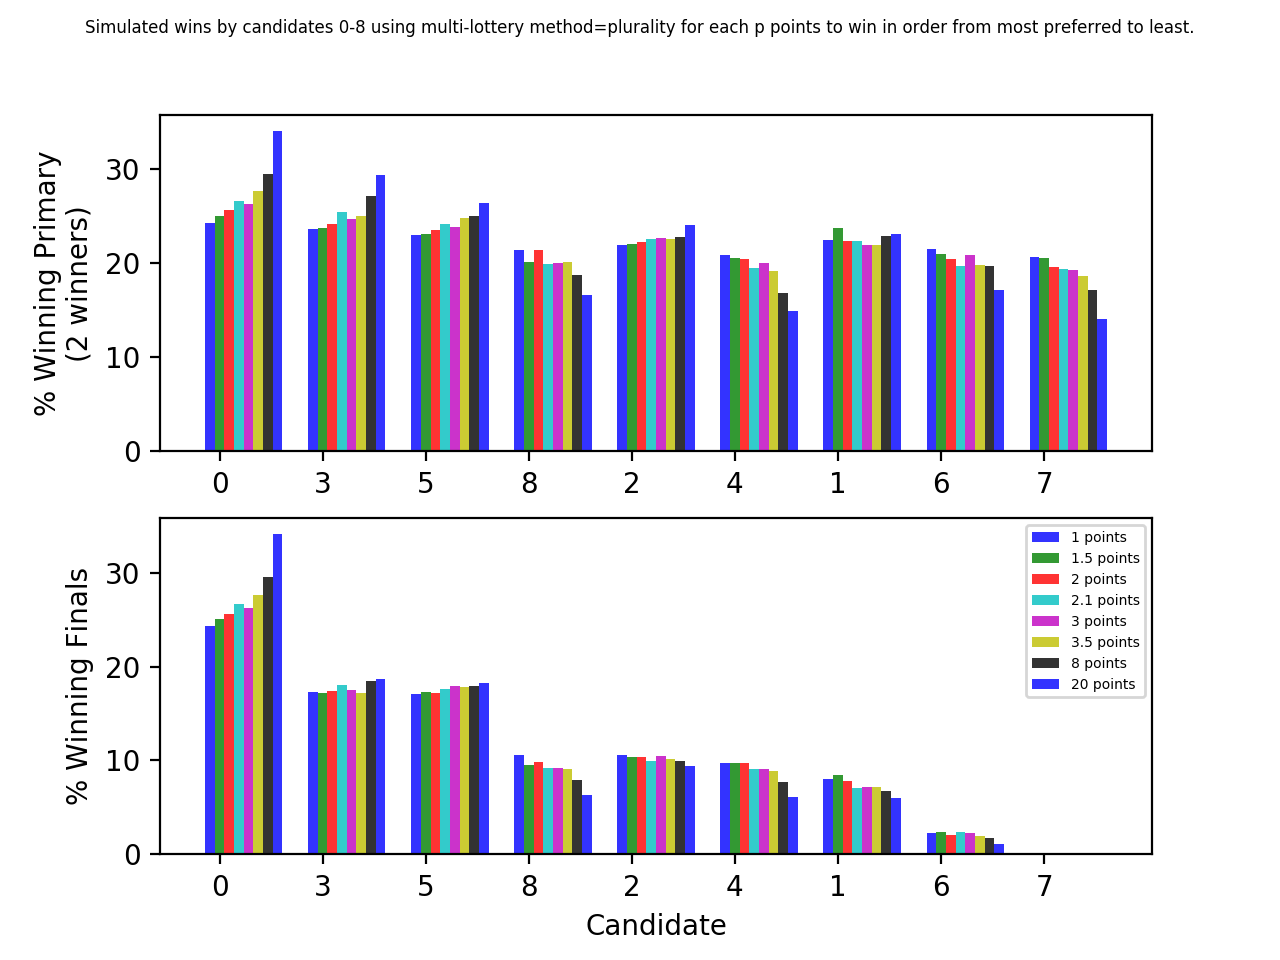 Simulated wins by candidates 0-8 using multi-lottery method=plurality for each p points to win in order from most preferred to least.
% Winning Primary
(2 winners)
30
20
10
0
0 3 5 8 2 4 1 6 7
% Winning Finals
30
20
10
0
1 points
1.5 points
2 points
2.1 points
3 points
3.5 points
8 points
20 points
0 3 5 8 2 4 1 6 7
Candidate